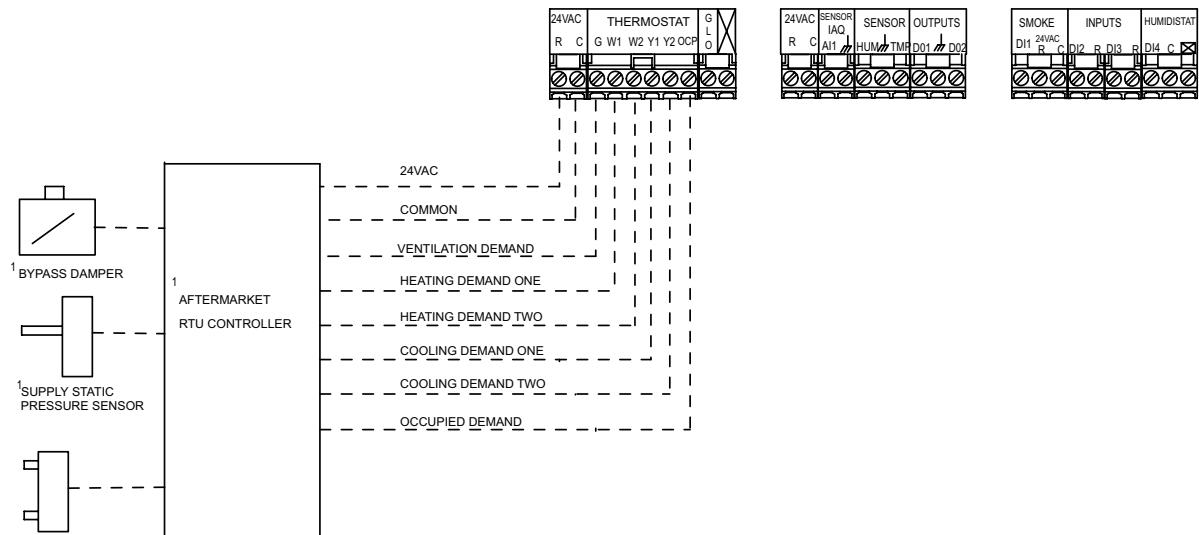 24VAC
R C
THERMOSTAT
G W1 W2 Y1 Y2 OCP
G
L
O
24VAC
R C
SENSOR
IAQ
AI1
SENSOR
HUM TMP
OUTPUTS
D01 D02
SMOKE
24VAC
DI1 R C
INPUTS
DI2 R DI3 R
HUMIDISTAT
DI4 C
24VAC
COMMON
VENTILATION DEMAND
HEATING DEMAND ONE
HEATING DEMAND TWO
COOLING DEMAND ONE
COOLING DEMAND TWO
OCCUPIED DEMAND
1
AFTERMARKET
RTU CONTROLLER
1 BYPASS DAMPER
1 SUPPLY STATIC
PRESSURE SENSOR